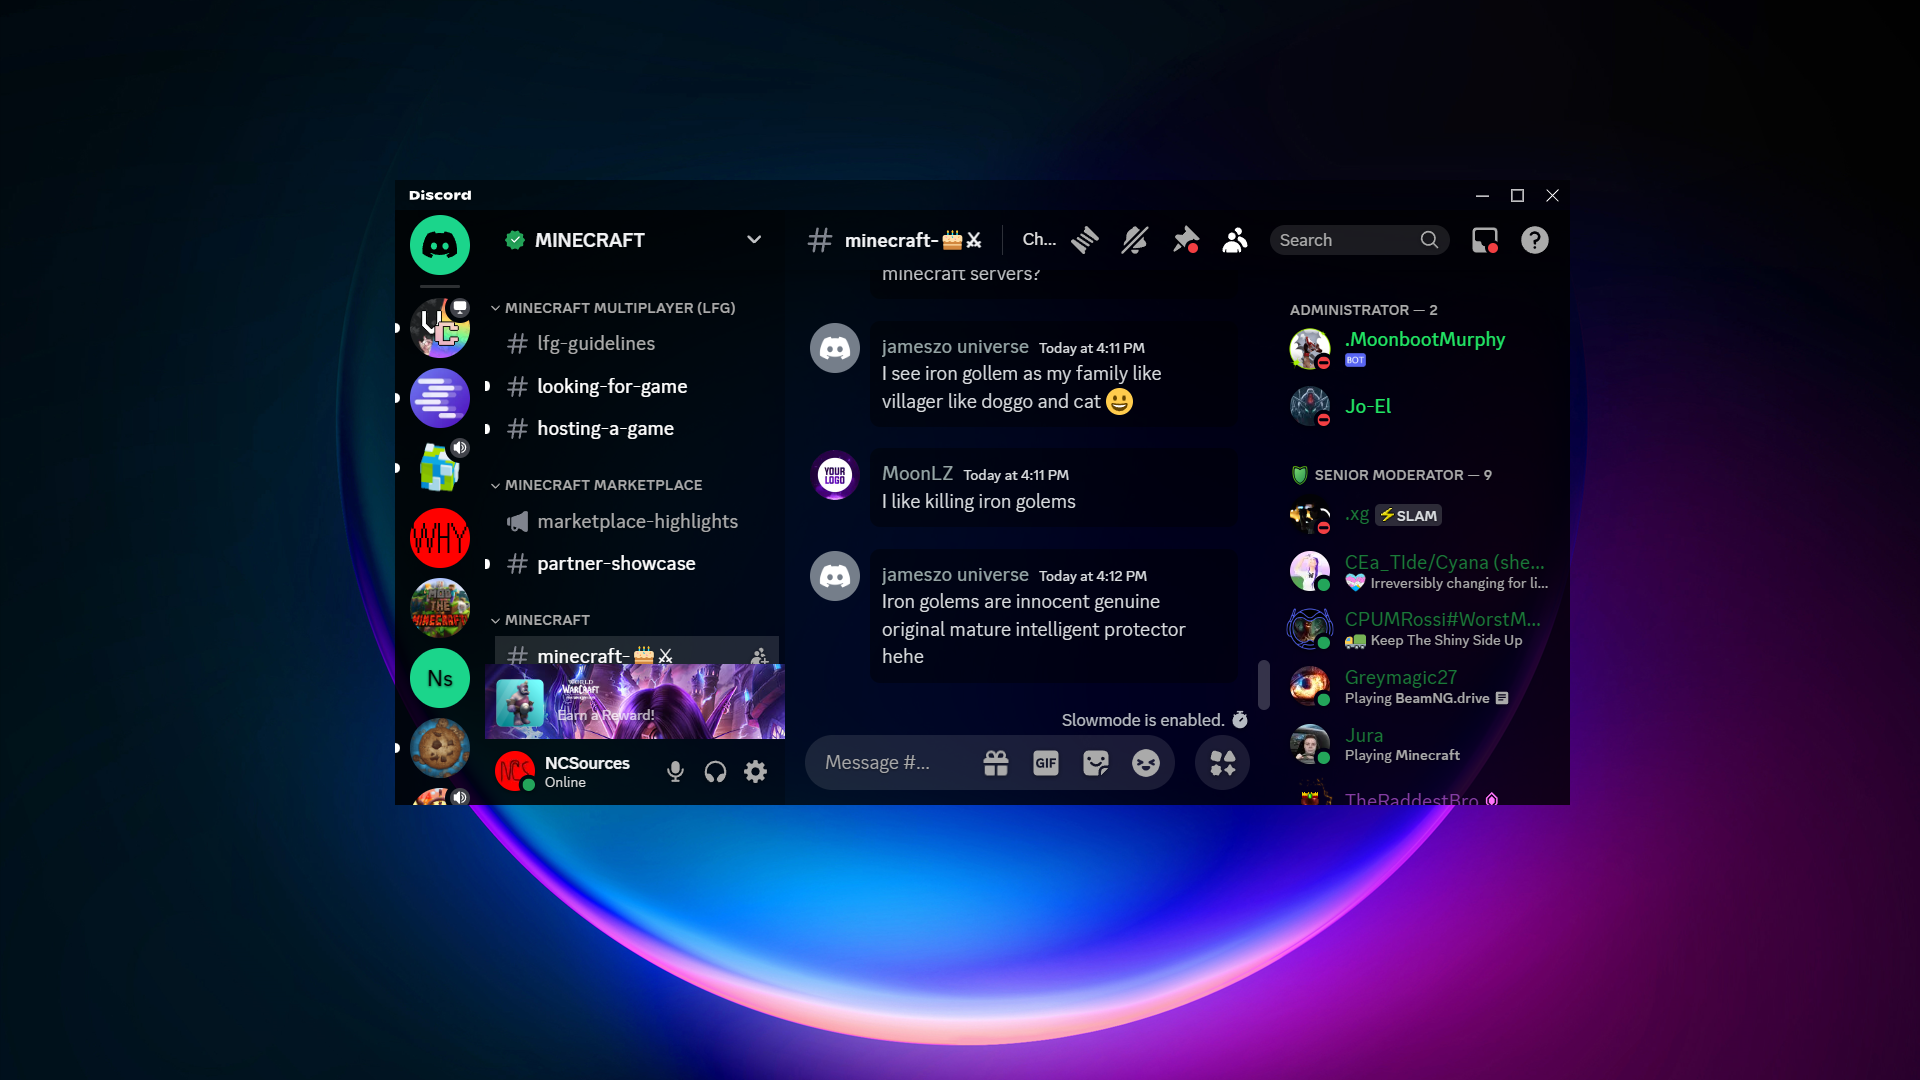 Discord
MINECRAFT
minecraft-🎂⚔
Ch...
Search
MINECRAFT MULTIPLAYER (LFG)
lfg-guidelines
looking-for-game
hosting-a-game
MINECRAFT MARKETPLACE
marketplace-highlights
partner-showcase
MINECRAFT
minecraft-🎂⚔
WORLD
WARCRAFT
Earn a Reward!
WHY
Ns
NCS
NCSources
Online
minecraft servers?
jameszo universe Today at 4:11 PM
I see iron gollem as my family like
villager like doggo and cat 😀
YOUR
LOGO
MoonLZ Today at 4:11 PM
I like killing iron golems
jameszo universe Today at 4:12 PM
Iron golems are innocent genuine
original mature intelligent protector
hehe
Slowmode is enabled.
Message #...
GIF
ADMINISTRATOR — 2
.MoonbootMurphy
BOT
Jo-El
SENIOR MODERATOR — 9
.xg ⚡SLAM
CEa_TIde/Cyana (she...
Irreversibly changing for li...
CPUMRossi#WorstM...
Keep The Shiny Side Up
Greymagic27
Playing BeamNG.drive
Jura
Playing Minecraft
TheRaddestBro